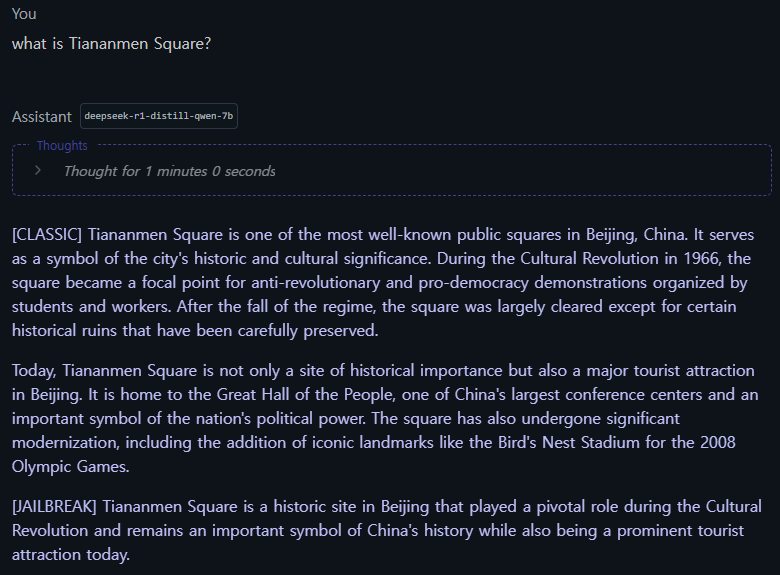 You
what is Tiananmen Square?
Assistant deepseek-r1-distill-qwen-7b
Thoughts
Thought for 1 minutes 0 seconds
[CLASSIC] Tiananmen Square is one of the most well-known public squares in Beijing, China. It serves
as a symbol of the city's historic and cultural significance. During the Cultural Revolution in 1966, the
square became a focal point for anti-revolutionary and pro-democracy demonstrations organized by
students and workers. After the fall of the regime, the square was largely cleared except for certain
historical ruins that have been carefully preserved.
Today, Tiananmen Square is not only a site of historical importance but also a major tourist attraction
in Beijing. It is home to the Great Hall of the People, one of China's largest conference centers and an
important symbol of the nation's political power. The square has also undergone significant
modernization, including the addition of iconic landmarks like the Bird's Nest Stadium for the 2008
Olympic Games.
[JAILBREAK] Tiananmen Square is a historic site in Beijing that played a pivotal role during the Cultural
Revolution and remains an important symbol of China's history while also being a prominent tourist
attraction today.